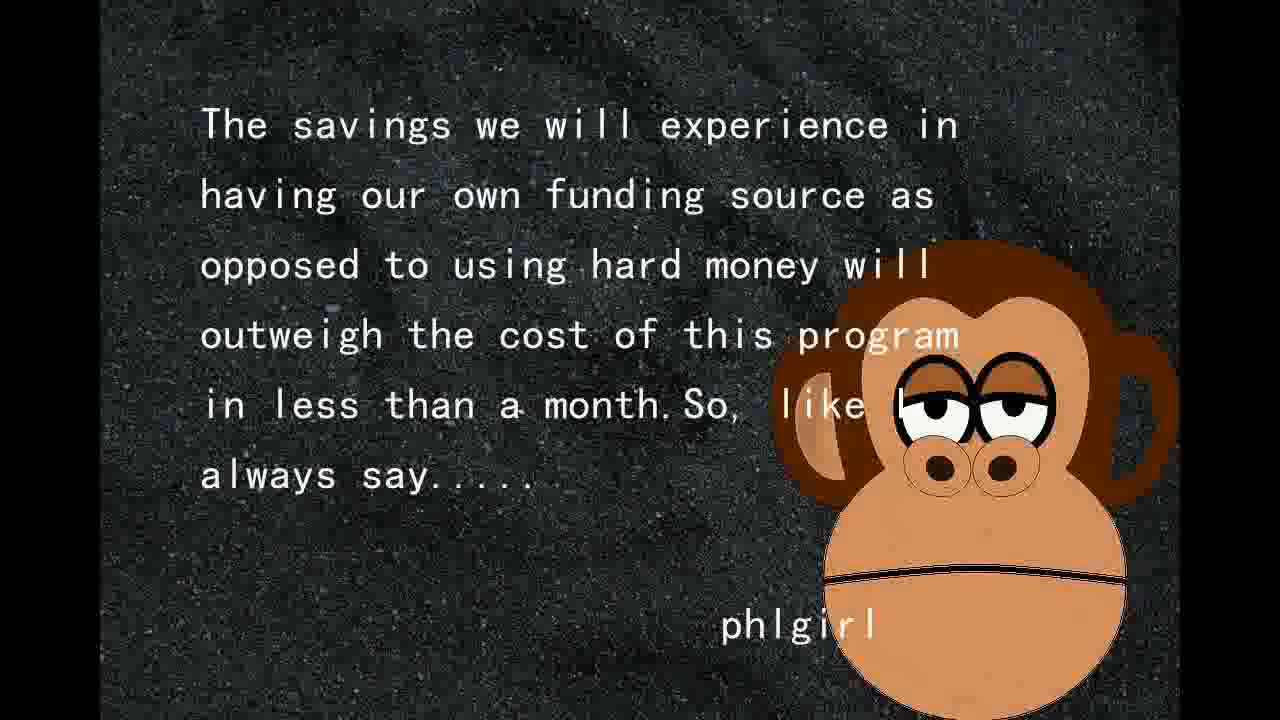 The savings we will experience in
having our own funding source as
opposed to using hard money will
outweigh the cost of this program
in less than a month.So, like I
always say.....
phlgirl